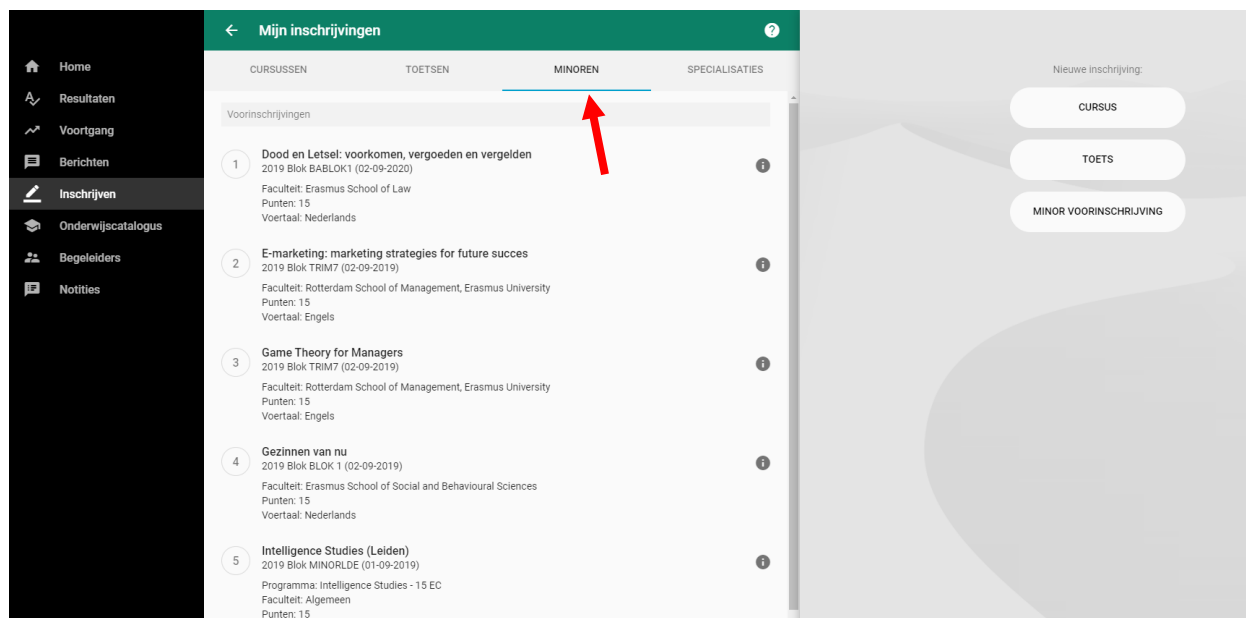 Mijn inschrijvingen
Home
Resultaten
Voortgang
Berichten
Inschrijven
Onderwijscatalogus
Begeleiders
Notities
CURSUSSEN TOETSEN MINOREN SPECIALISATIES
Voorinschrijvingen
1 Dood en Letsel: voorkomen, vergoeden en vergelden
2019 Blok BABLOK1 (02-09-2020)
Faculteit: Erasmus School of Law
Punten: 15
Voertaal: Nederlands
2 E-marketing: marketing strategies for future succes
2019 Blok TRIM7 (02-09-2019)
Faculteit: Rotterdam School of Management, Erasmus University
Punten: 15
Voertaal: Engels
3 Game Theory for Managers
2019 Blok TRIM7 (02-09-2019)
Faculteit: Rotterdam School of Management, Erasmus University
Punten: 15
Voertaal: Engels
4 Gezinnen van nu
2019 Blok BLOK 1 (02-09-2019)
Faculteit: Erasmus School of Social and Behavioural Sciences
Punten: 15
Voertaal: Nederlands
5 Intelligence Studies (Leiden)
2019 Blok MINORLDE (01-09-2019)
Programma: Intelligence Studies - 15 EC
Faculteit: Algemeen
Punten: 15
Nieuwe inschrijving:
CURSUS
TOETS
MINOR VOORINSCHRIJVING